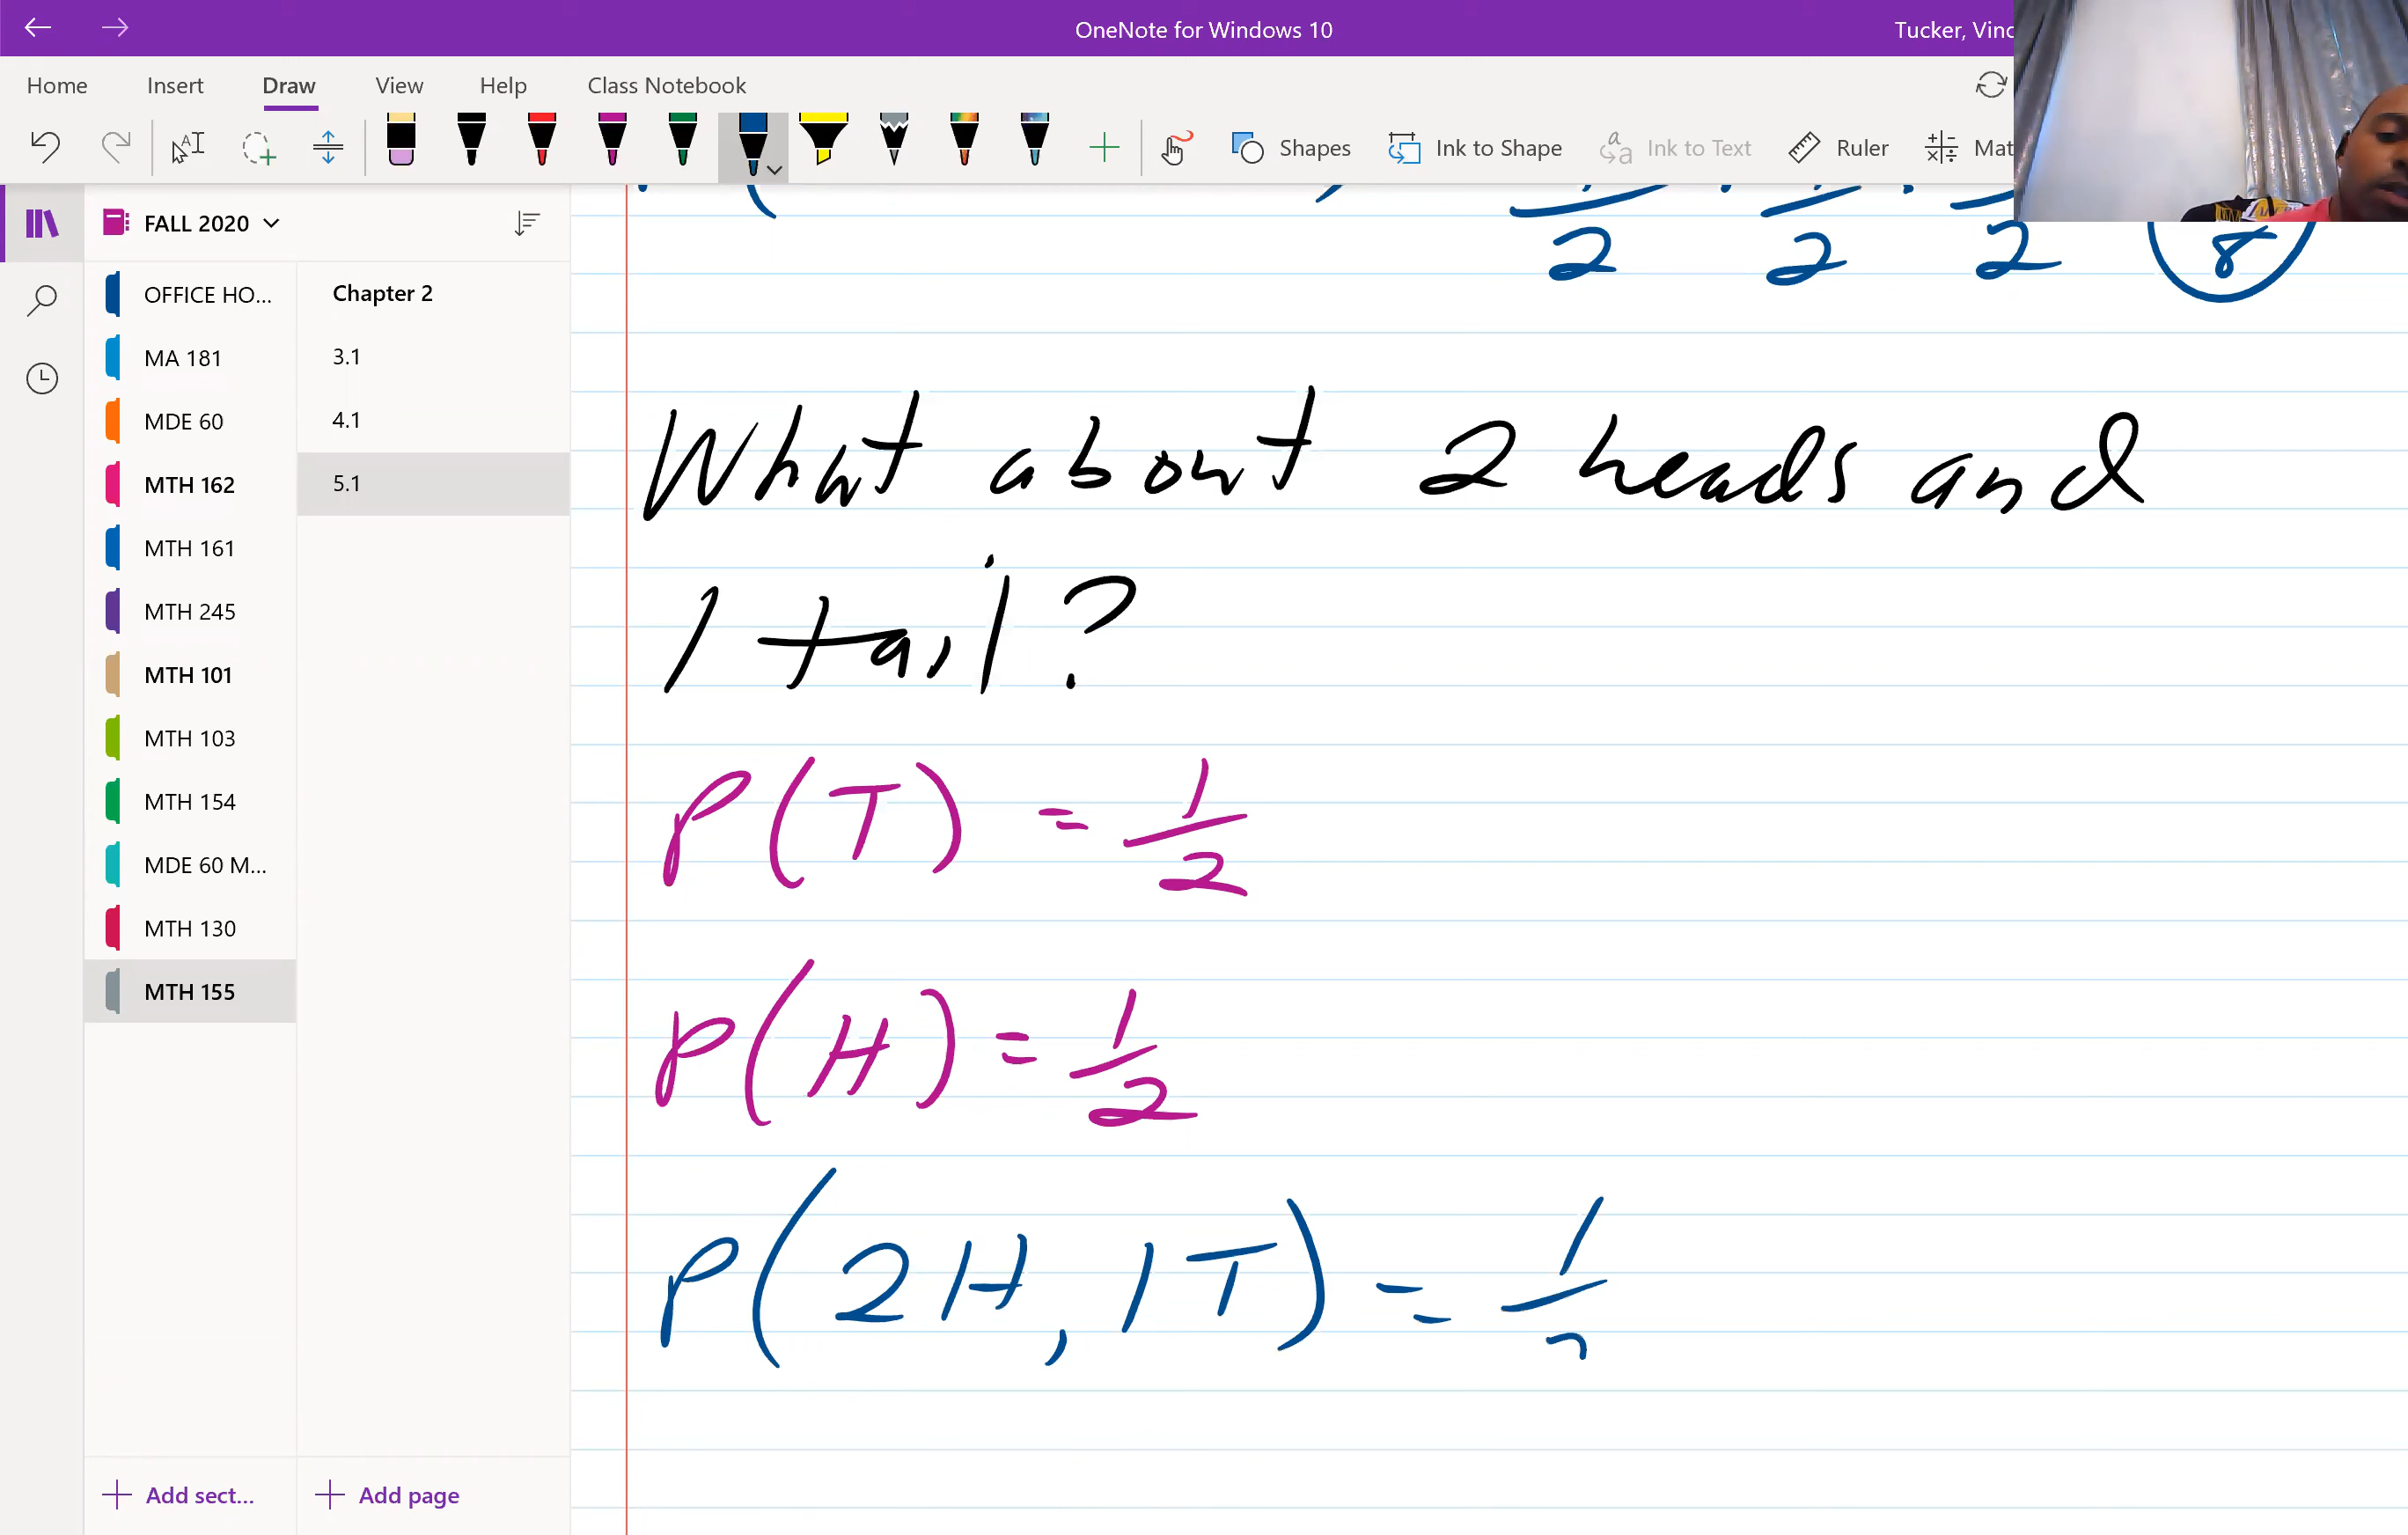 OneNote for Windows 10
Tucker, Vinc
Home Insert Draw View Help Class Notebook
Shapes Ink to Shape Ink to Text Ruler Mat
FALL 2020
OFFICE HO...
MA 181
MDE 60
MTH 162
MTH 161
MTH 245
MTH 101
MTH 103
MTH 154
MDE 60 M...
MTH 130
MTH 155
Add sect...
Chapter 2
3.1
4.1
5.1
Add page
2 2 2 8
What about 2 heads and
1 tail?
P(T) = 1/2
P(H) = 1/2
P(2H, 1T) = 1/